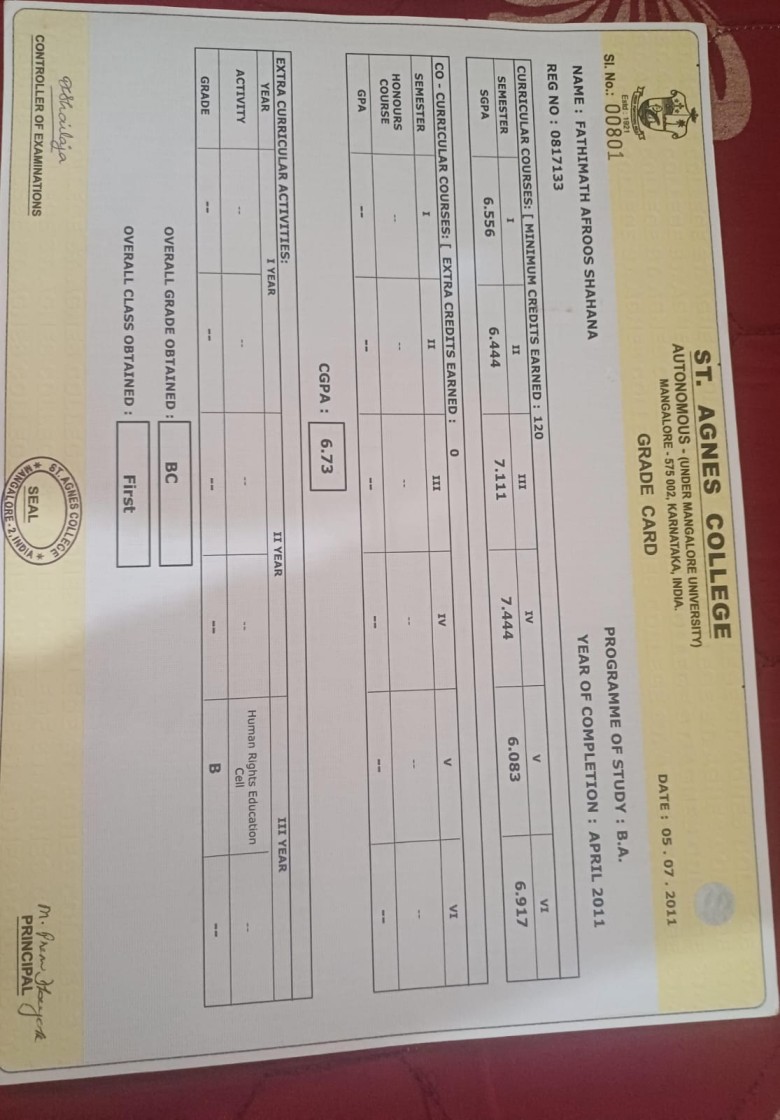 ST. AGNES COLLEGE
AUTONOMOUS - (UNDER MANGALORE UNIVERSITY)
MANGALORE - 575 002, KARNATAKA, INDIA.
GRADE CARD
Estd : 1921
Sl. No.: 00801
DATE : 05 . 07 . 2011
NAME : FATHIMATH AFROOS SHAHANA
PROGRAMME OF STUDY : B.A.
REG NO : 0817133
YEAR OF COMPLETION : APRIL 2011
CURRICULAR COURSES: [ MINIMUM CREDITS EARNED : 120
SEMESTER I II III IV V VI
SGPA 6.556 6.444 7.111 7.444 6.083 6.917
CO - CURRICULAR COURSES: [ EXTRA CREDITS EARNED : 0
SEMESTER I II III IV V VI
HONOURS COURSE -- -- -- -- -- --
GPA -- -- -- -- -- --
CGPA : 6.73
EXTRA CURRICULAR ACTIVITIES:
YEAR I YEAR II YEAR III YEAR
ACTIVITY -- -- -- -- Human Rights Education Cell --
GRADE -- -- -- -- B --
OVERALL GRADE OBTAINED : BC
OVERALL CLASS OBTAINED : First
ST. AGNES COLLEGE
SEAL
MANGALORE-2, INDIA
CONTROLLER OF EXAMINATIONS
PRINCIPAL